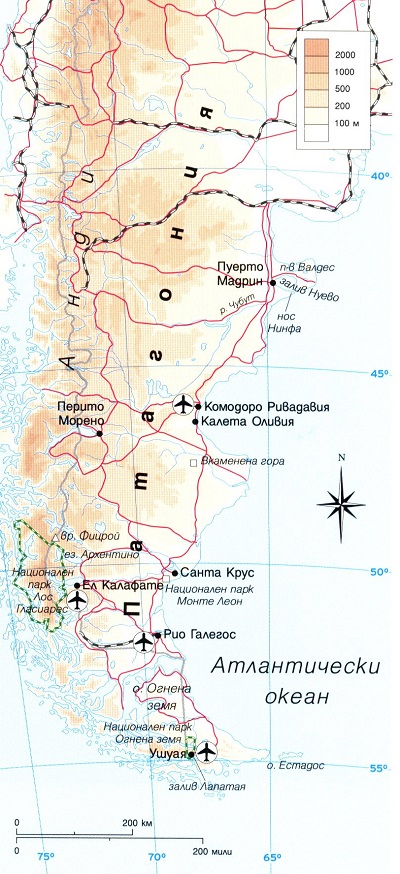 2000
1000
500
200
100 м
40°
Пуерто
Мадрин
п-в Валдес
залив Нуево
р. Чубут
нос
Нинфа
45°
Перито
Морено
Комодоро Ривадавия
Калета Оливия
Вкаменена гора
N
вр. Фицрой
ез. Архентино
50°
Национален
парк
Лос
Гласиарес
Ел Калафате
Санта Крус
Национален парк
Монте Леон
Рио Галегос
Атлантически
океан
о. Огнена
земя
Национален парк
Огнена земя
Ушуая
о. Естадос
залив Лапатая
55°
0 200 км
0 200 мили
75° 70° 65°
Анди
Патагония